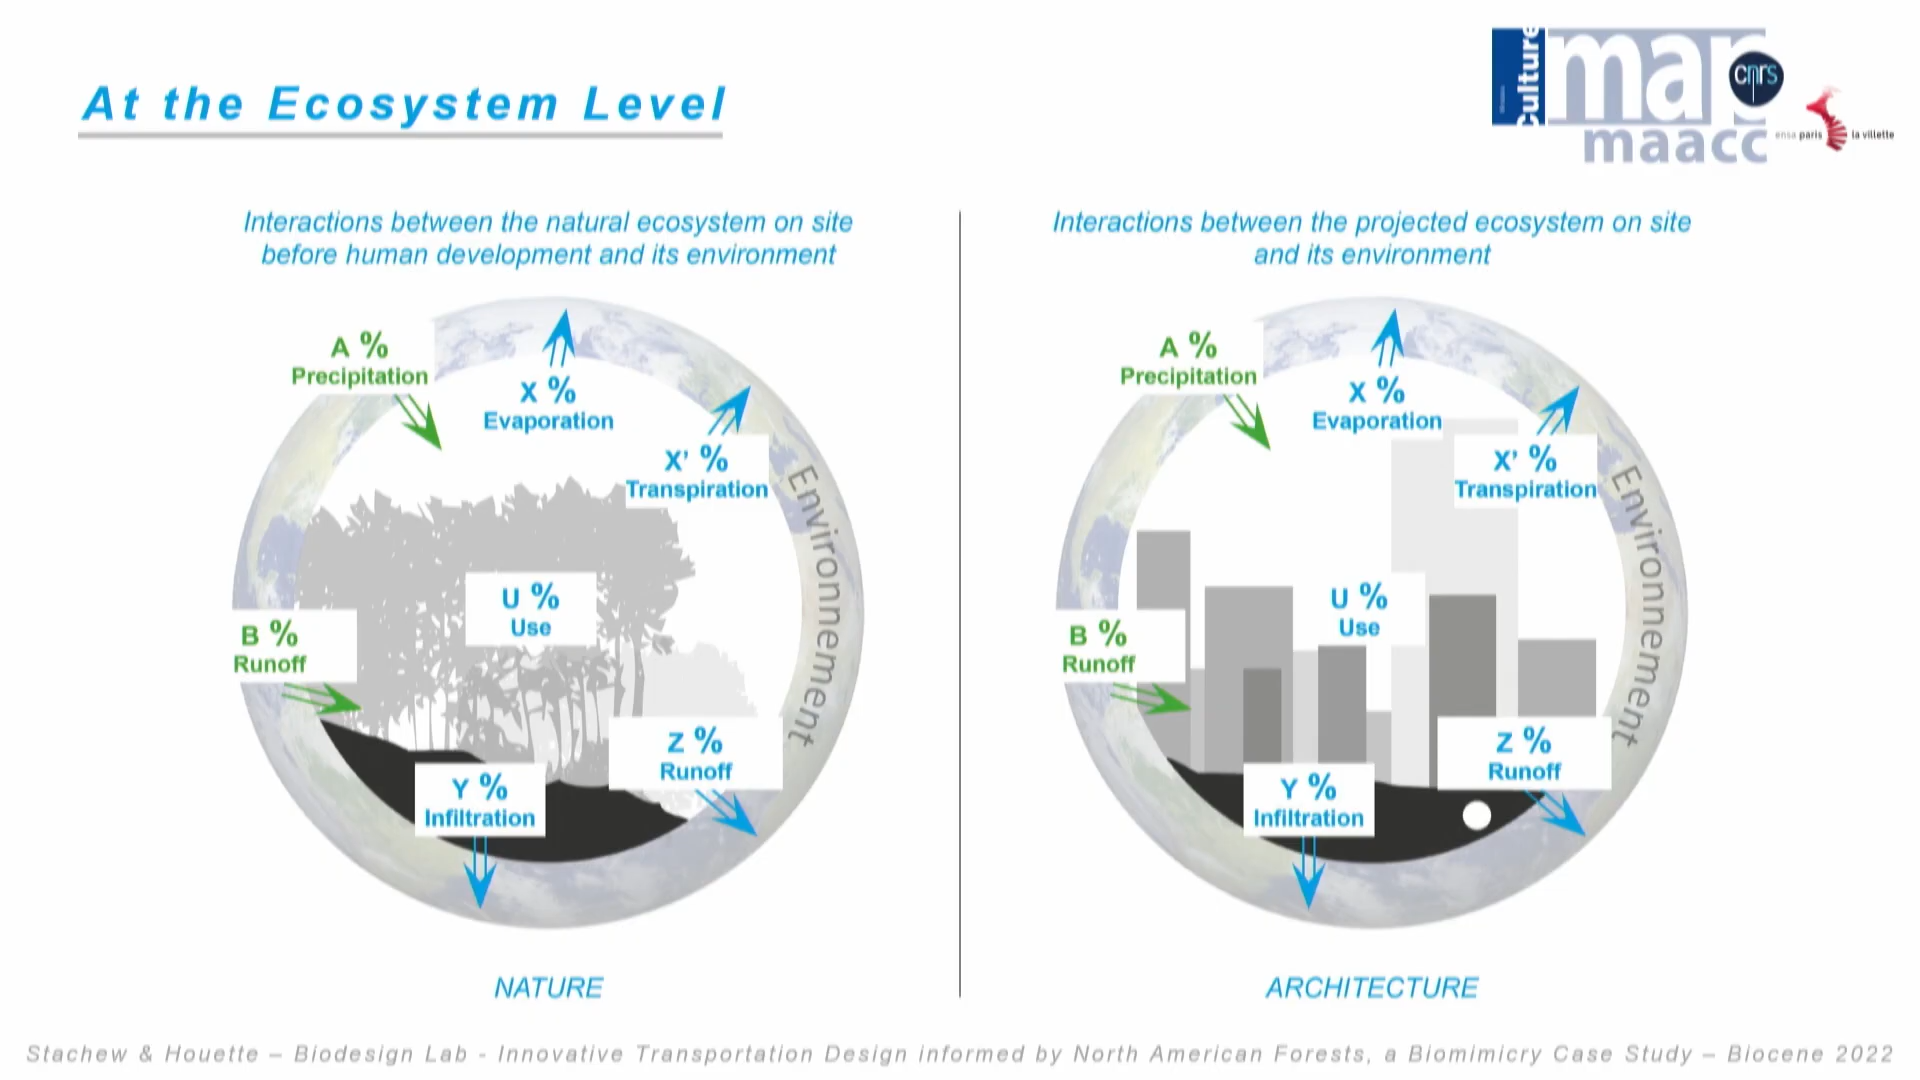 At the Ecosystem Level
culture
map
cnrs
maacc
ensa paris la villette
Interactions between the natural ecosystem on site
before human development and its environment
A %
Precipitation
X %
Evaporation
X' %
Transpiration
Environnement
U %
Use
B %
Runoff
Z %
Runoff
Y %
Infiltration
NATURE
Interactions between the projected ecosystem on site
and its environment
A %
Precipitation
X %
Evaporation
X' %
Transpiration
Environnement
U %
Use
B %
Runoff
Z %
Runoff
Y %
Infiltration
ARCHITECTURE
Stachew & Houette – Biodesign Lab - Innovative Transportation Design informed by North American Forests, a Biomimicry Case Study – Biocene 2022